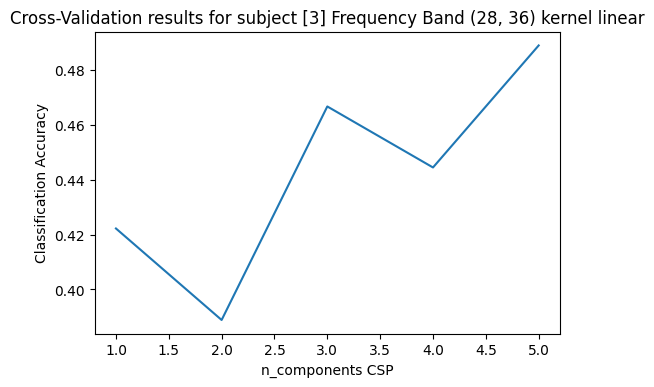 Cross-Validation results for subject [3] Frequency Band (28, 36) kernel linear
Classification Accuracy
0.48
0.46
0.44
0.42
0.40
1.0 1.5 2.0 2.5 3.0 3.5 4.0 4.5 5.0
n_components CSP